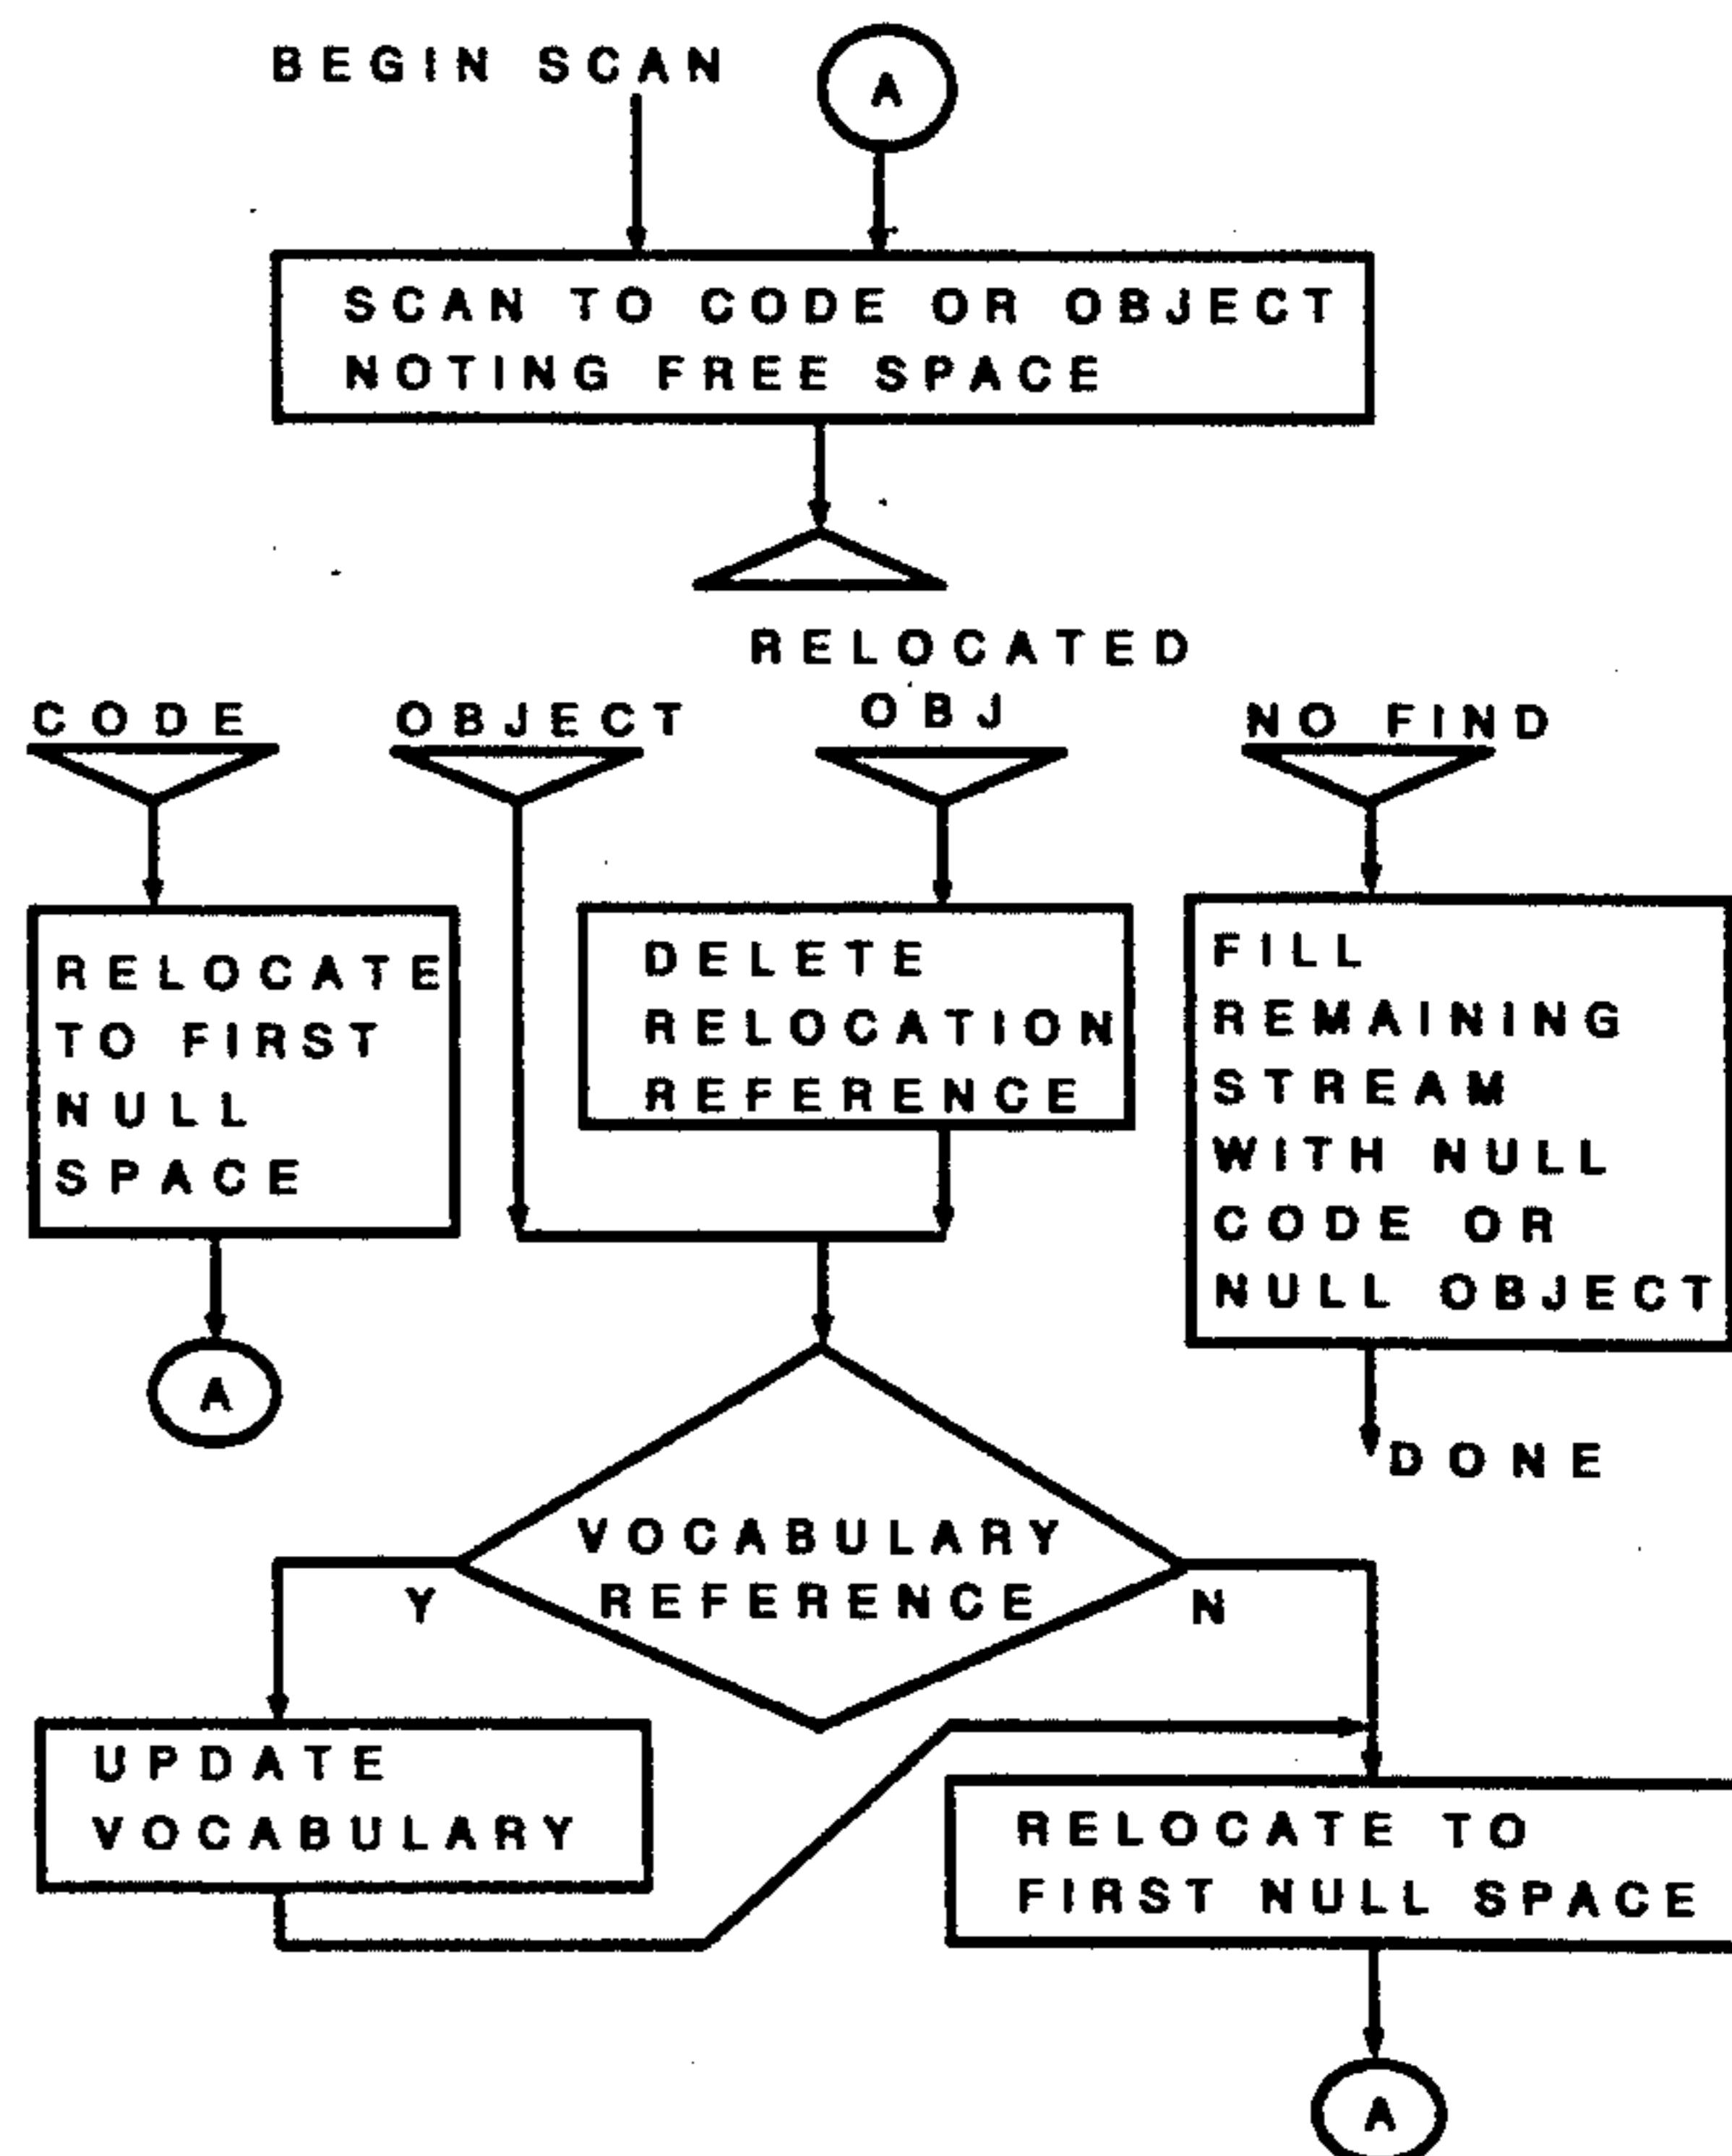 BEGIN SCAN
A
SCAN TO CODE OR OBJECT
NOTING FREE SPACE
CODE
OBJECT
RELOCATED
OBJ
NO FIND
RELOCATE
TO FIRST
NULL
SPACE
A
DELETE
RELOCATION
REFERENCE
FILL
REMAINING
STREAM
WITH NULL
CODE OR
NULL OBJECT
DONE
VOCABULARY
REFERENCE
Y
N
UPDATE
VOCABULARY
RELOCATE TO
FIRST NULL SPACE
A